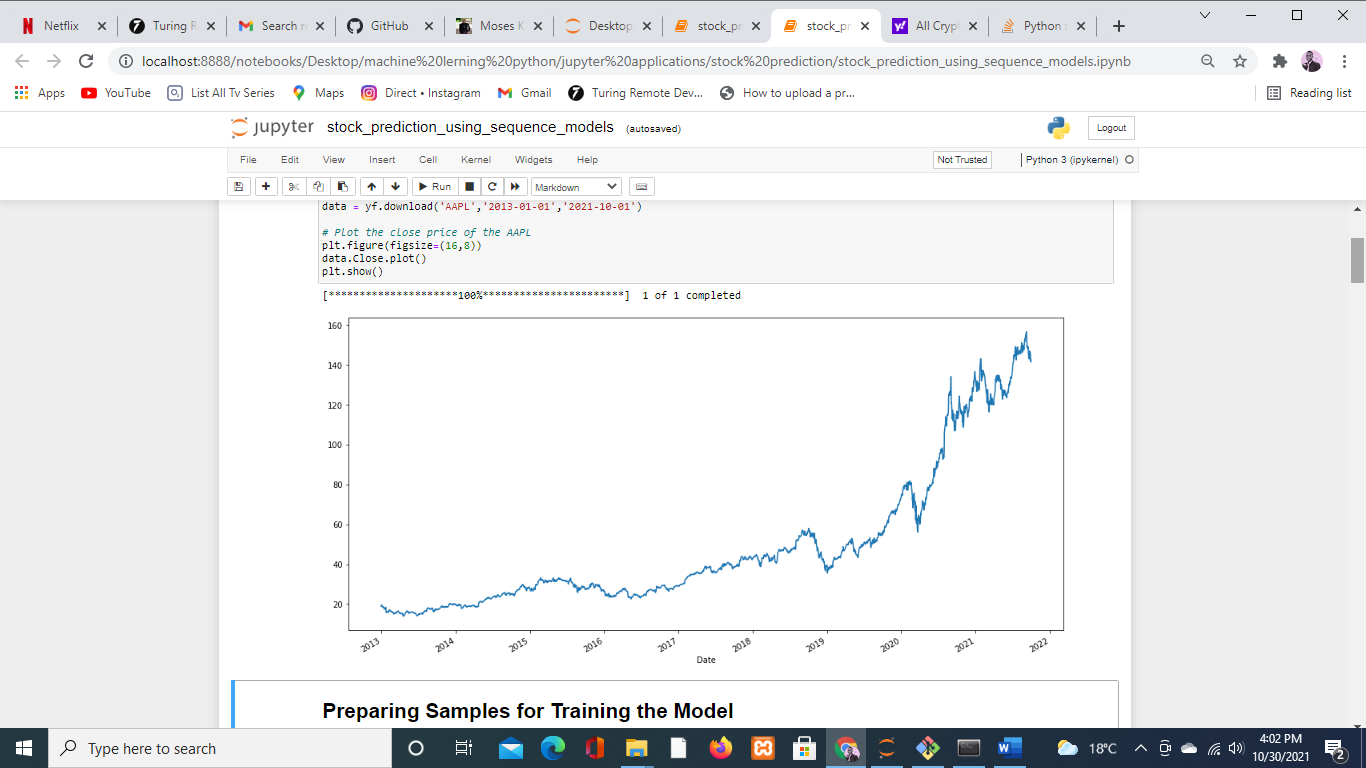 Netflix
Turing R
Search re
GitHub
Moses K
Desktop
stock_pr
stock_pr
All Cryp
Python
localhost:8888/notebooks/Desktop/machine%20lerning%20python/jupyter%20applications/stock%20prediction/stock_prediction_using_sequence_models.ipynb
Apps YouTube List All Tv Series Maps Direct • Instagram Gmail Turing Remote Dev... How to upload a pr... Reading list
jupyter stock_prediction_using_sequence_models (autosaved) Logout
File Edit View Insert Cell Kernel Widgets Help Not Trusted Python 3 (ipykernel)
Run Markdown
data = yf.download('AAPL','2013-01-01','2021-10-01')
# Plot the close price of the AAPL
plt.figure(figsize=(16,8))
data.Close.plot()
plt.show()
[*********************100%***********************] 1 of 1 completed
160
140
120
100
80
60
40
20
2013 2014 2015 2016 2017 2018 2019 2020 2021 2022
Date
Preparing Samples for Training the Model
Type here to search
18°C
4:02 PM
10/30/2021
2